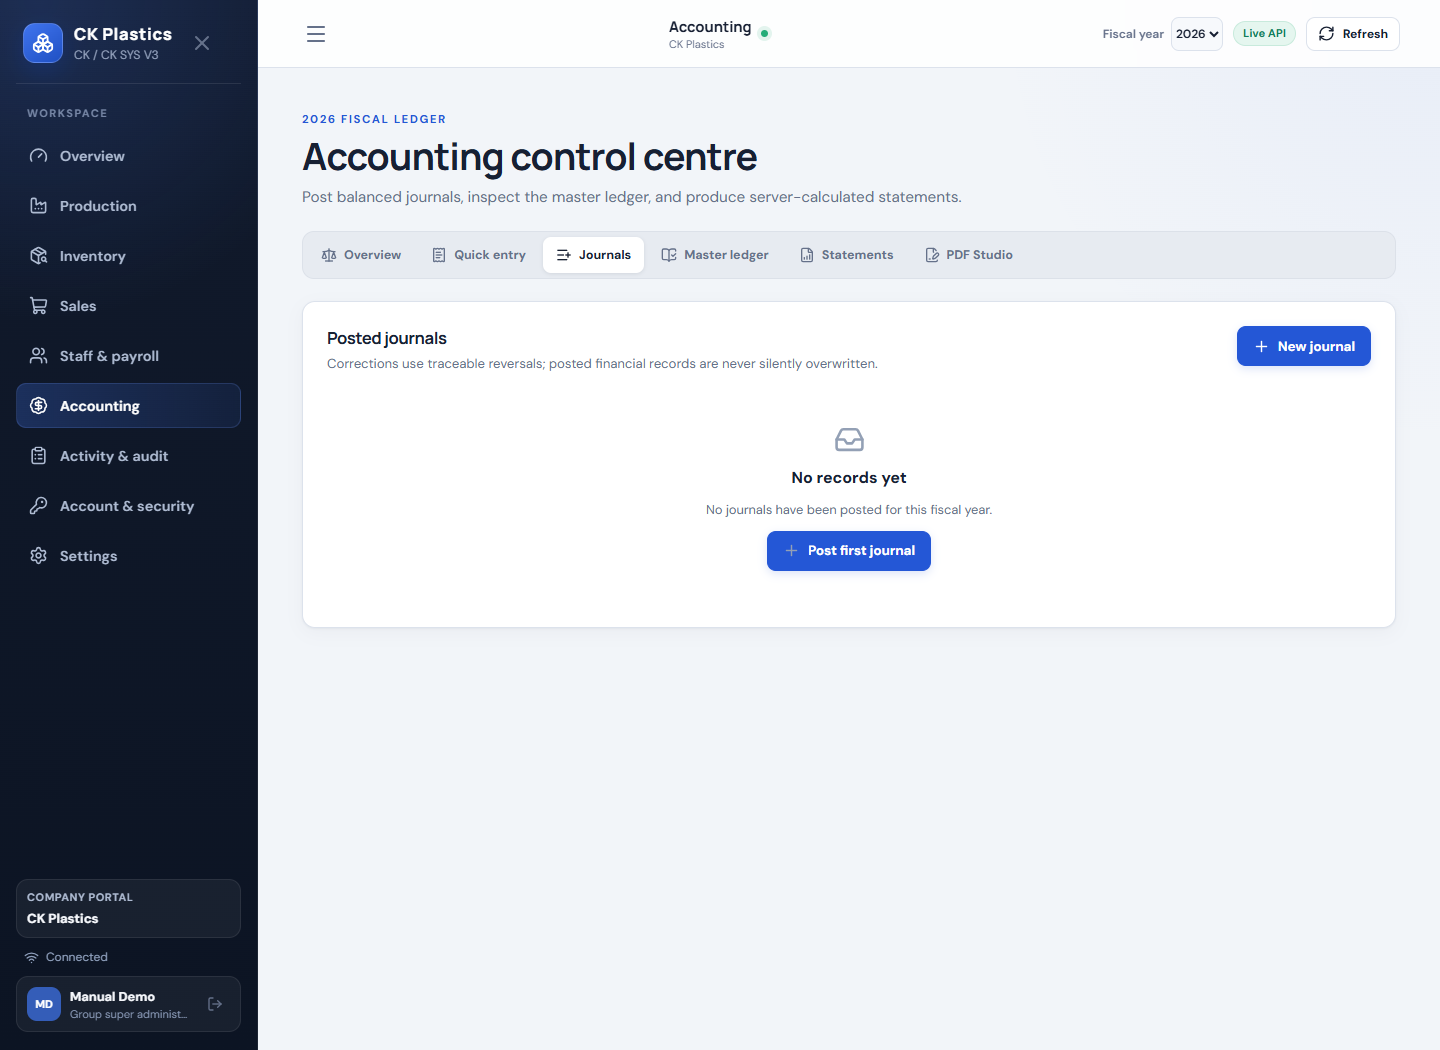 CK Plastics
CK / CK SYS V3
WORKSPACE
Overview
Production
Inventory
Sales
Staff & payroll
Accounting
Activity & audit
Account & security
Settings
COMPANY PORTAL
CK Plastics
Connected
MD
Manual Demo
Group super administ...
Accounting
CK Plastics
Fiscal year
2026
Live API
Refresh
2026 FISCAL LEDGER
Accounting control centre
Post balanced journals, inspect the master ledger, and produce server-calculated statements.
Overview
Quick entry
Journals
Master ledger
Statements
PDF Studio
Posted journals
Corrections use traceable reversals; posted financial records are never silently overwritten.
New journal
No records yet
No journals have been posted for this fiscal year.
Post first journal